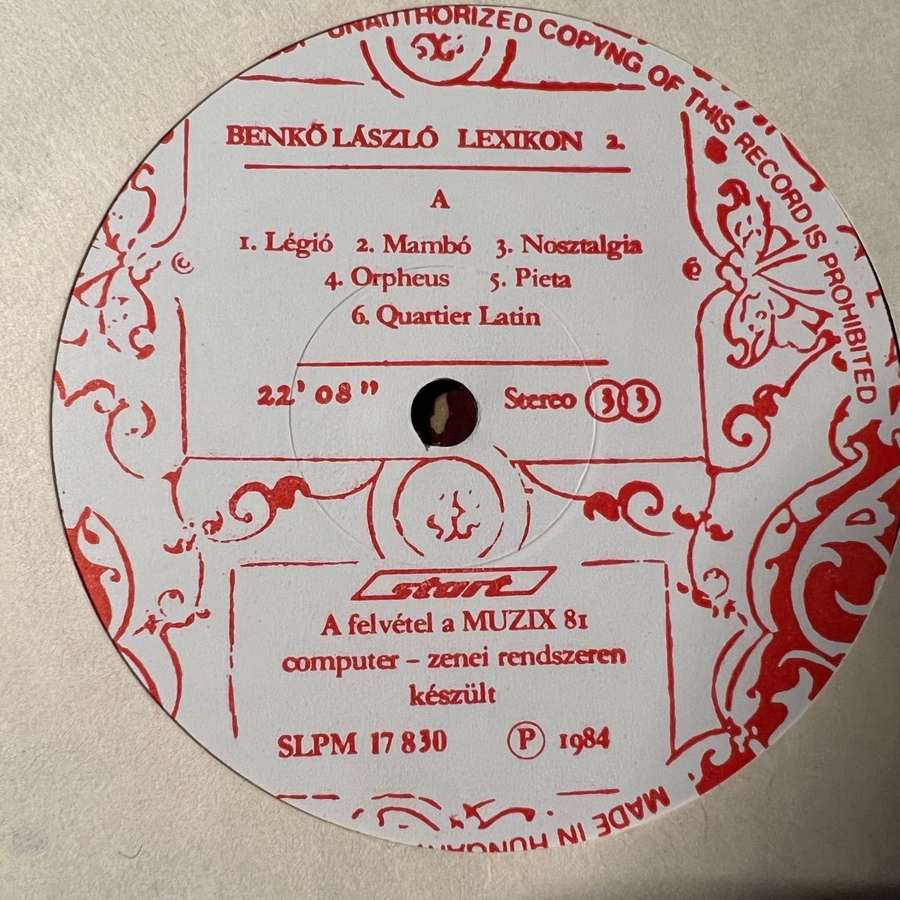 UNAUTHORIZED COPYNG OF THIS RECORD IS PROHIBITED
BENKŐ LÁSZLÓ LEXIKON 2.
A
1. Légió 2. Mambó 3. Nosztalgia
4. Orpheus 5. Pieta
6. Quartier Latin
22' 08" Stereo 33
start
A felvétel a MUZIX 81
computer – zenei rendszeren
készült
SLPM 17830 Ⓟ 1984
MADE IN HUNGARY